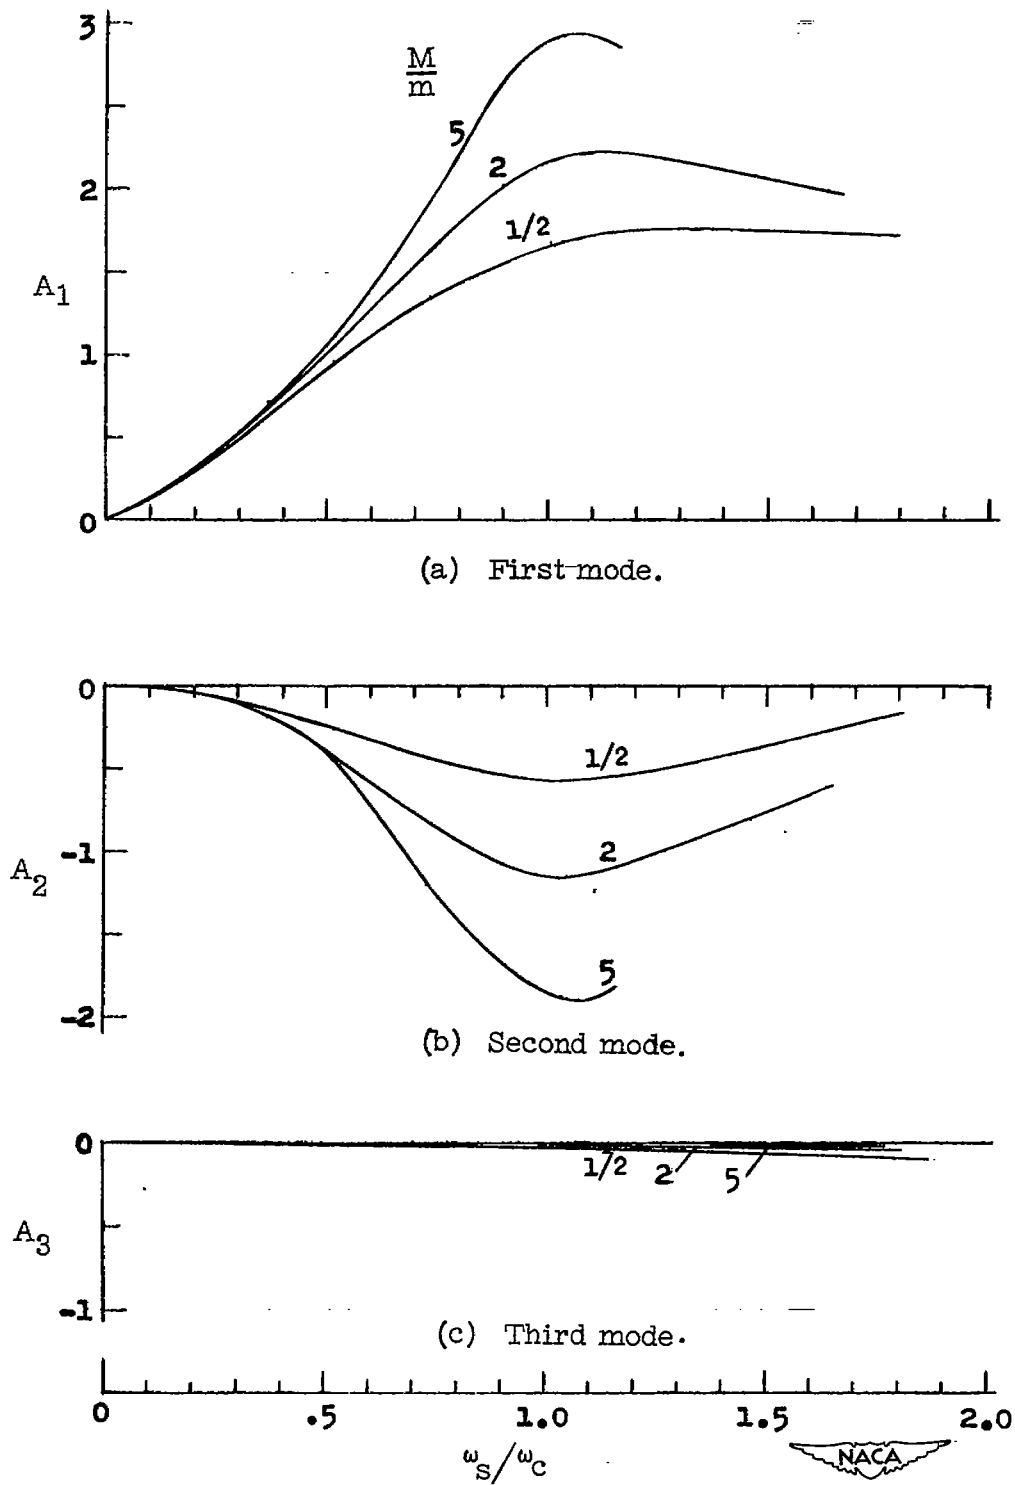 3
M
m
5
2
2
1/2
A1
1
0
(a) First mode.
0
1/2
-1
2
A2
5
-2
(b) Second mode.
0
1/2 2 5
A3
-1
(c) Third mode.
0 .5 1.0 1.5 2.0
ωs/ωc
NACA